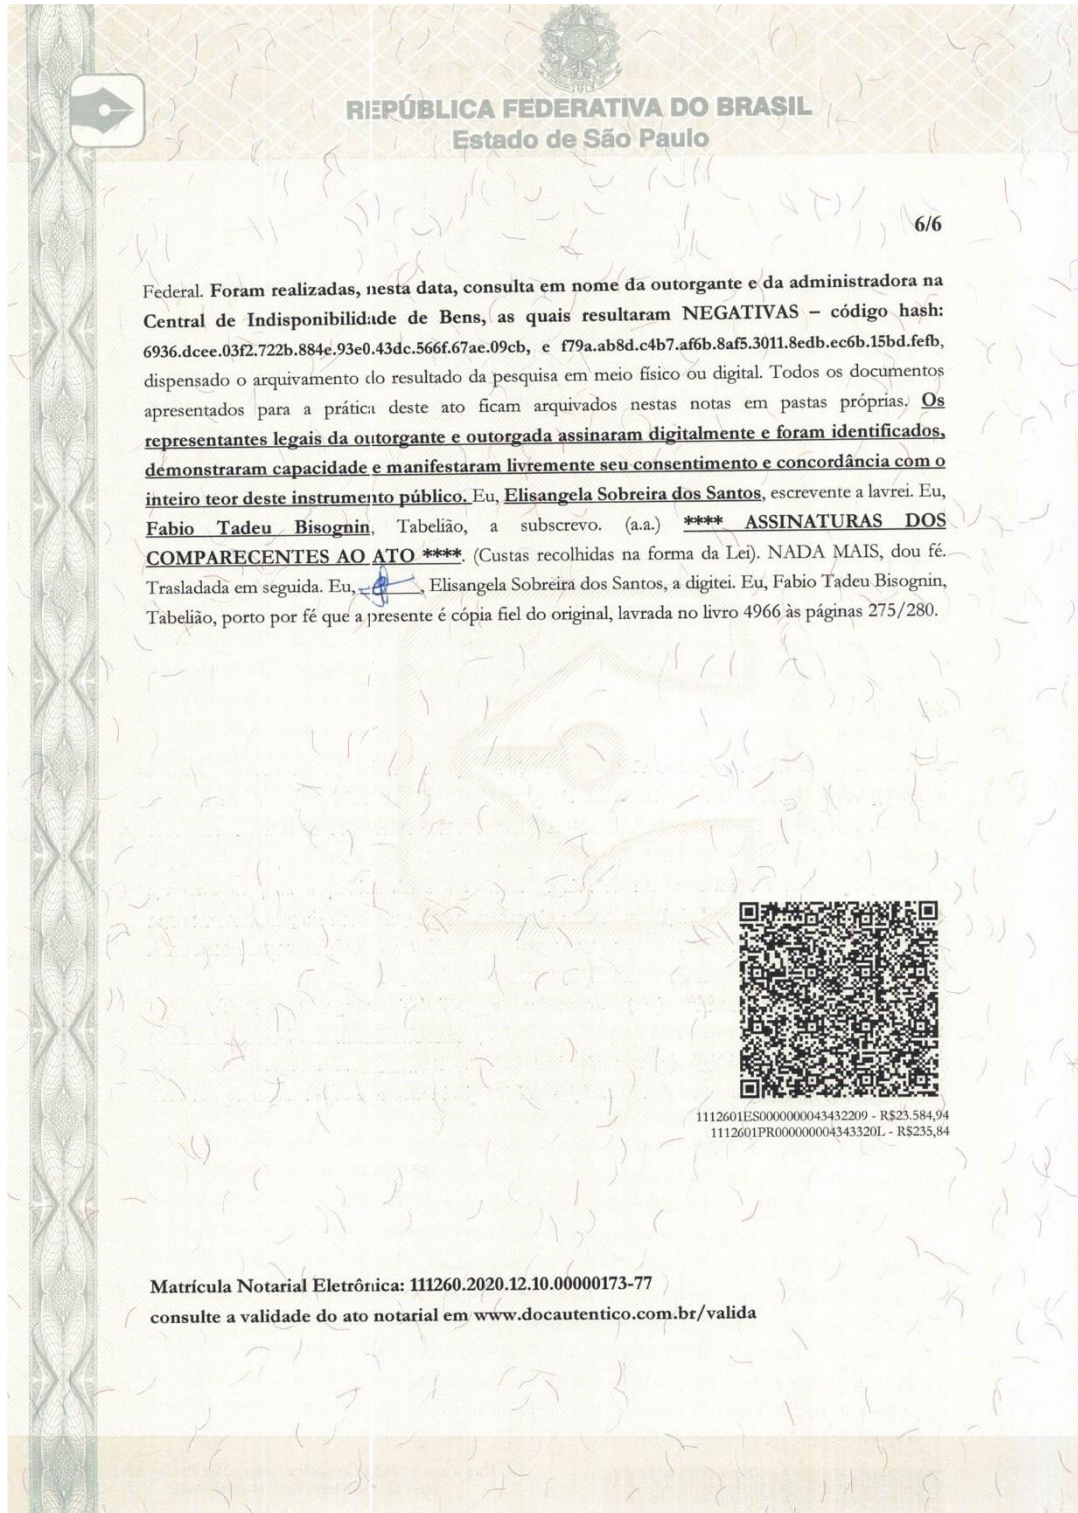 REPÚBLICA FEDERATIVA DO BRASIL
Estado de São Paulo
6/6
Federal. Foram realizadas, nesta data, consulta em nome da outorgante e da administradora na
Central de Indisponibilidade de Bens, as quais resultaram NEGATIVAS – código hash:
6936.dcee.03f2.722b.884e.93e0.43dc.566f.67ae.09cb, e f79a.ab8d.c4b7.af6b.8af5.3011.8edb.ec6b.15bd.fefb,
dispensado o arquivamento do resultado da pesquisa em meio físico ou digital. Todos os documentos
apresentados para a prática deste ato ficam arquivados nestas notas em pastas próprias. Os
representantes legais da outorgante e outorgada assinaram digitalmente e foram identificados,
demonstraram capacidade e manifestaram livremente seu consentimento e concordância com o
inteiro teor deste instrumento público. Eu, Elisangela Sobreira dos Santos, escrevente a lavrei. Eu,
Fabio Tadeu Bisognin, Tabelião, a subscrevo. (a.a.) **** ASSINATURAS DOS
COMPARECENTES AO ATO ****. (Custas recolhidas na forma da Lei). NADA MAIS, dou fé.
Trasladada em seguida. Eu, , Elisangela Sobreira dos Santos, a digitei. Eu, Fabio Tadeu Bisognin,
Tabelião, porto por fé que a presente é cópia fiel do original, lavrada no livro 4966 às páginas 275/280.
1112601ES0000000043432209 - R$23.584,94
1112601PR000000004343320L - R$235,84
Matrícula Notarial Eletrônica: 111260.2020.12.10.00000173-77
consulte a validade do ato notarial em www.docautentico.com.br/valida